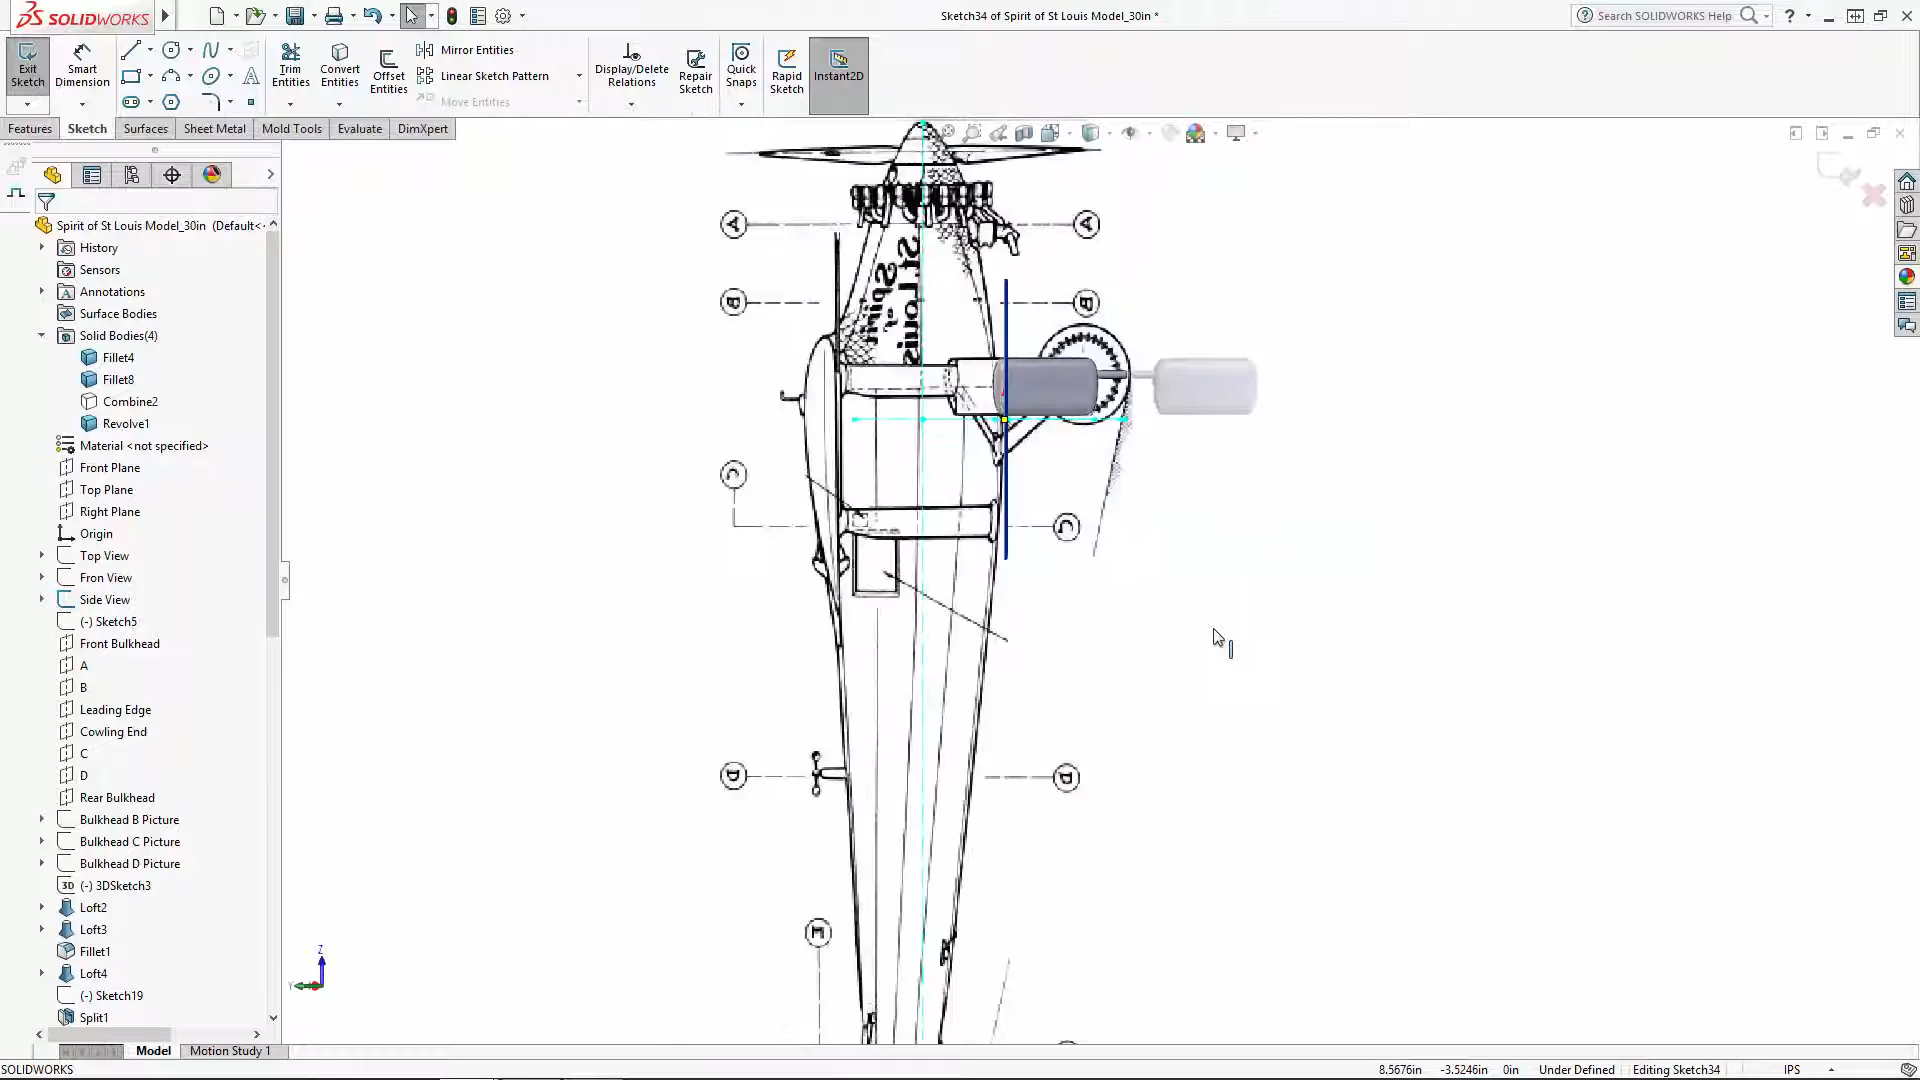 SOLIDWORKS
Sketch34 of Spirit of St Louis Model_30in *
Search SOLIDWORKS Help
Exit Sketch
Smart Dimension
Trim Entities
Convert Entities
Offset Entities
Mirror Entities
Linear Sketch Pattern
Move Entities
Display/Delete Relations
Repair Sketch
Quick Snaps
Rapid Sketch
Instant2D
Features
Sketch
Surfaces
Sheet Metal
Mold Tools
Evaluate
DimXpert
Spirit of St Louis Model_30in (Default<
History
Sensors
Annotations
Surface Bodies
Solid Bodies(4)
Fillet4
Fillet8
Combine2
Revolve1
Material <not specified>
Front Plane
Top Plane
Right Plane
Origin
Top View
Fron View
Side View
(-) Sketch5
Front Bulkhead
A
B
Leading Edge
Cowling End
C
D
Rear Bulkhead
Bulkhead B Picture
Bulkhead C Picture
Bulkhead D Picture
3D (-) 3DSketch3
Loft2
Loft3
Fillet1
Loft4
(-) Sketch19
Split1
A A
B B
Spirit
of
St. Louis
C C
D D
E
Z
Y
Model
Motion Study 1
SOLIDWORKS
8.5676in -3.5246in 0in Under Defined Editing Sketch34 IPS